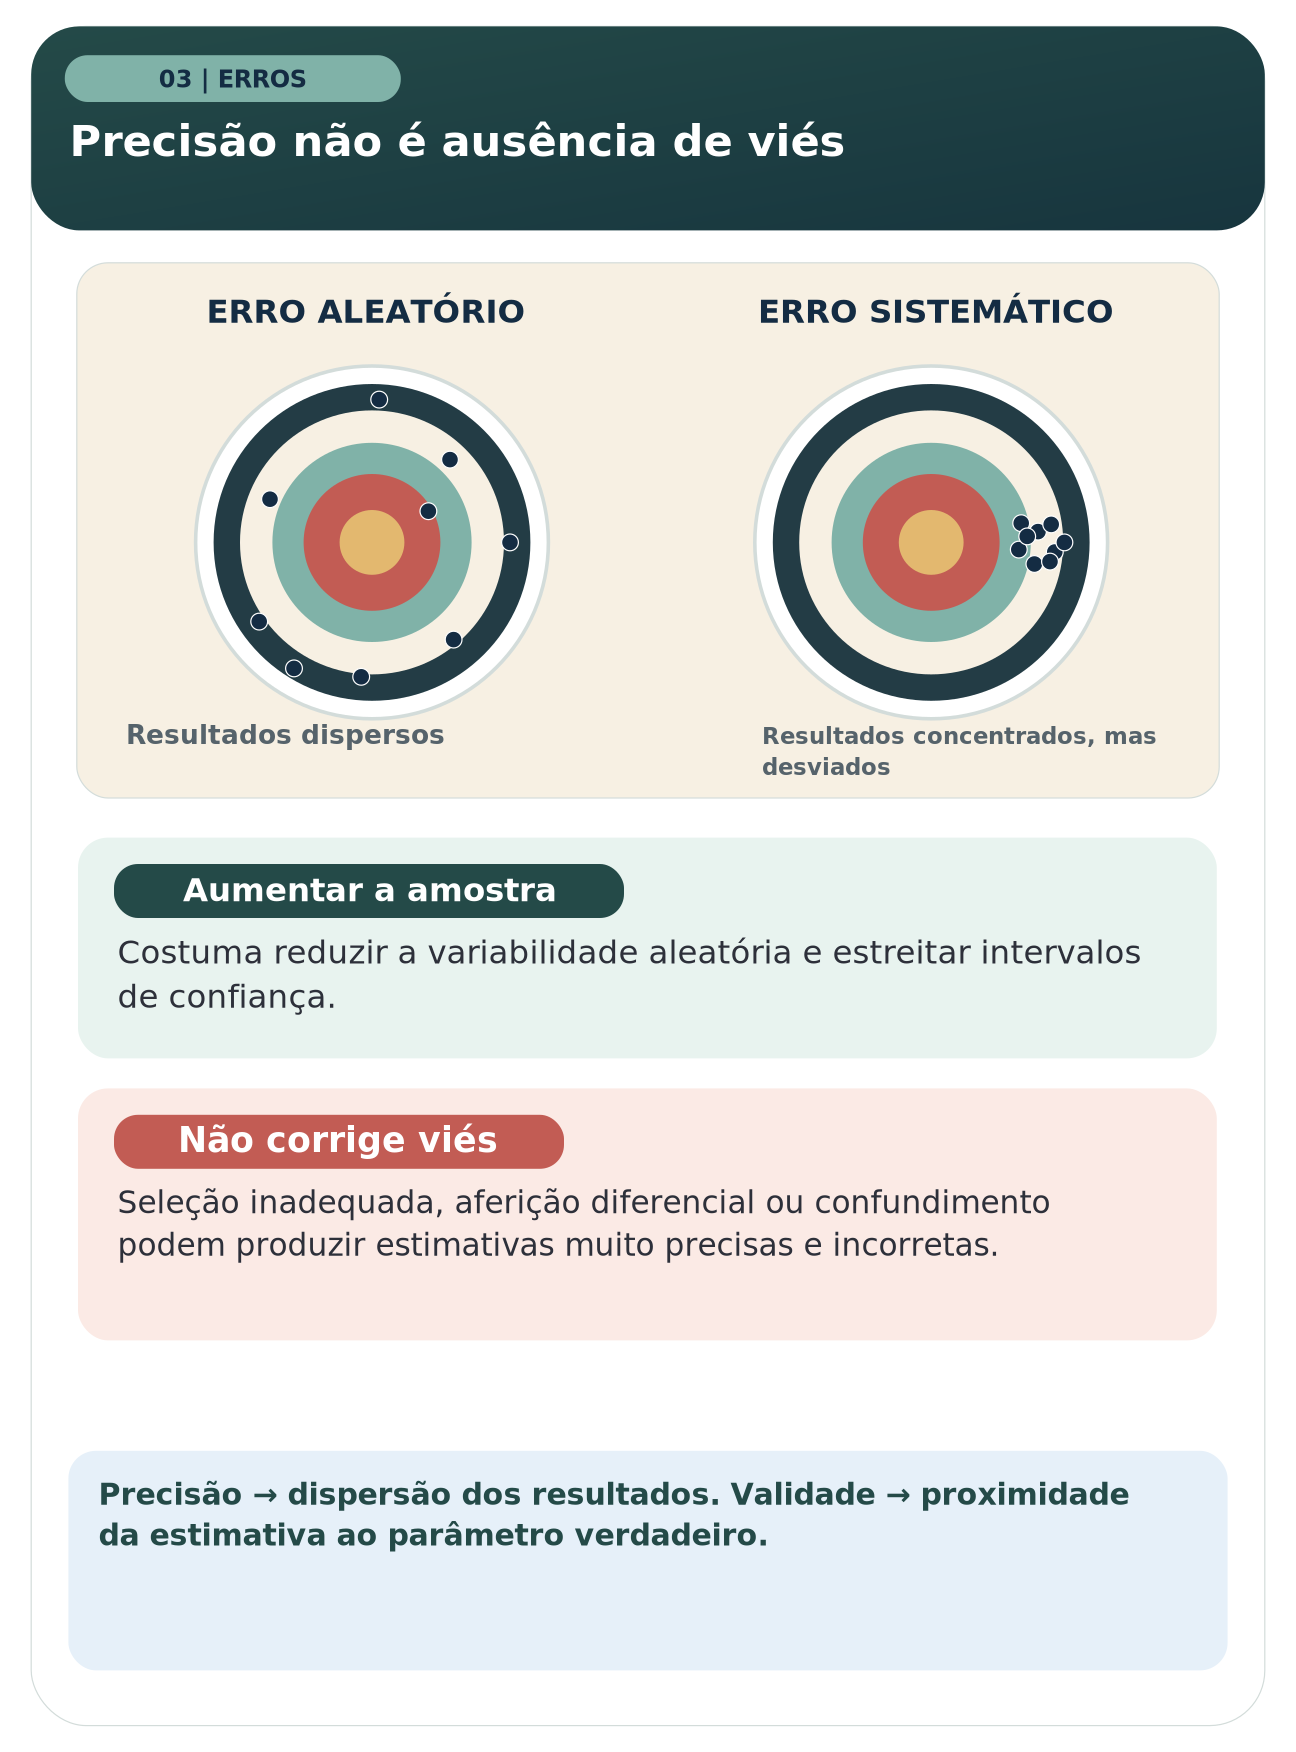 03 | ERROS
Precisão não é ausência de viés
ERRO ALEATÓRIO
ERRO SISTEMÁTICO
Resultados dispersos
Resultados concentrados, mas
desviados
Aumentar a amostra
Costuma reduzir a variabilidade aleatória e estreitar intervalos
de confiança.
Não corrige viés
Seleção inadequada, aferição diferencial ou confundimento
podem produzir estimativas muito precisas e incorretas.
Precisão → dispersão dos resultados. Validade → proximidade
da estimativa ao parâmetro verdadeiro.